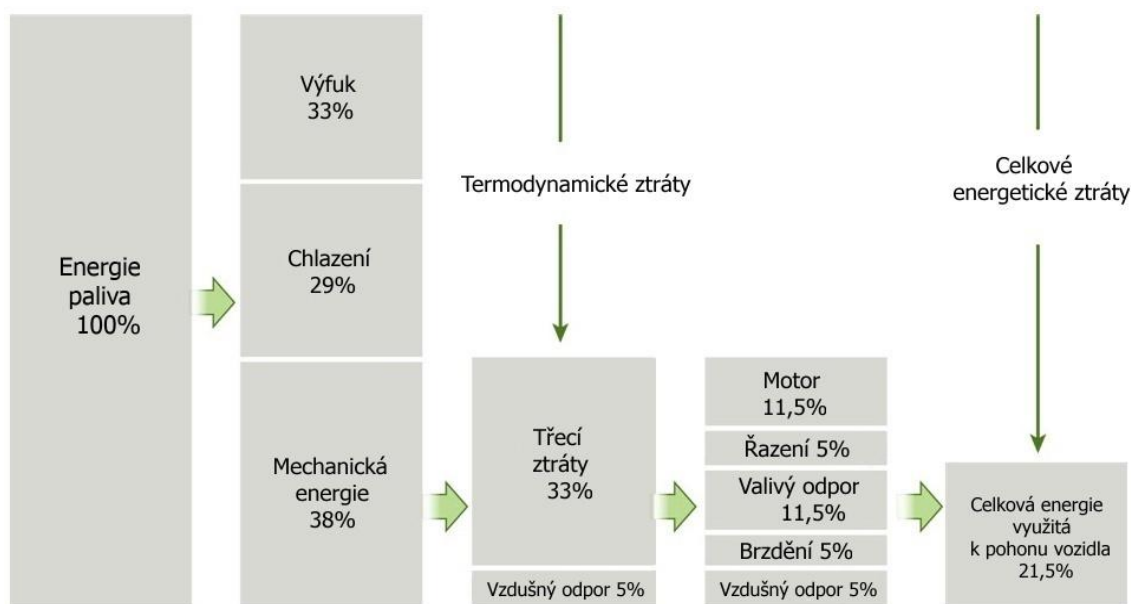 Energie
paliva
100%
Výfuk
33%
Chlazení
29%
Mechanická
energie
38%
Termodynamické ztráty
Třecí
ztráty
33%
Vzdušný odpor 5%
Motor
11,5%
Řazení 5%
Valivý odpor
11,5%
Brzdění 5%
Vzdušný odpor 5%
Celkové
energetické ztráty
Celková energie
využitá
k pohonu vozidla
21,5%